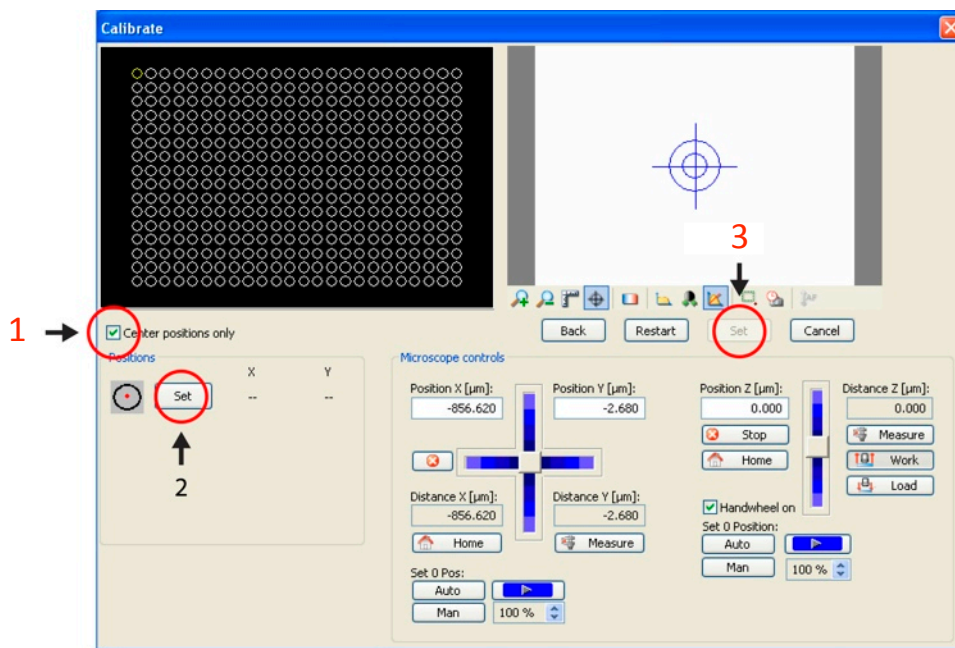 Calibrate
3
1
Center positions only
Back Restart Set Cancel
Positions
X Y
Set -- --
2
Microscope controls
Position X [µm]: Position Y [µm]:
-856.620 -2.680
Distance X [µm]: Distance Y [µm]:
-856.620 -2.680
Home Measure
Set 0 Pos:
Auto
Man 100 %
Position Z [µm]: Distance Z [µm]:
0.000 0.000
Stop Measure
Home Work
Load
Handwheel on
Set 0 Position:
Auto
Man 100 %